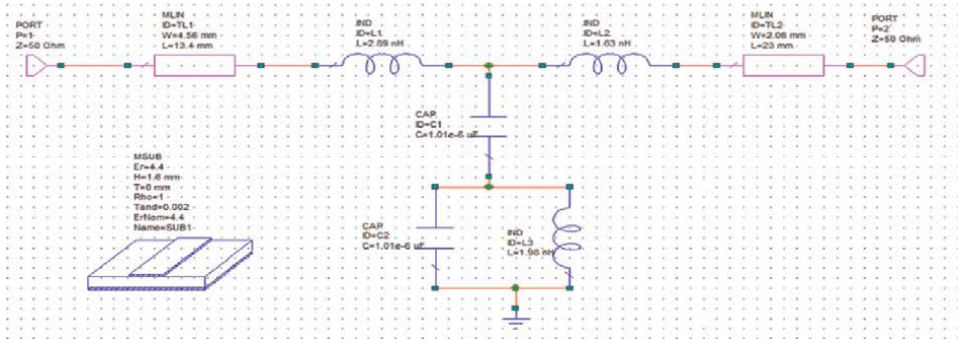 PORT
P=1
Z=50 Ohm
MLIN
ID=TL1
W=4.56 mm
L=13.4 mm
IND
ID=L1
L=2.89 nH
IND
ID=L2
L=1.63 nH
MLIN
ID=TL2
W=2.06 mm
L=23 mm
PORT
P=2
Z=50 Ohm
CAP
ID=C1
C=1.01e-6 uF
MSUB
Er=4.4
H=1.6 mm
T=0 mm
Rho=1
Tand=0.002
ErNom=4.4
Name=SUB1
CAP
ID=C2
C=1.01e-6 uF
IND
ID=L3
L=1.98 nH